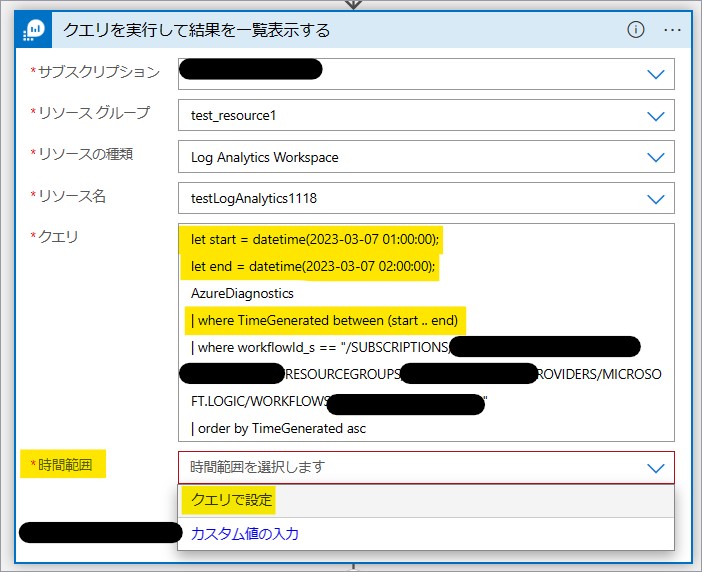 クエリを実行して結果を一覧表示する
*サブスクリプション
*リソース グループ
test_resource1
*リソースの種類
Log Analytics Workspace
*リソース名
testLogAnalytics1118
*クエリ
let start = datetime(2023-03-07 01:00:00);
let end = datetime(2023-03-07 02:00:00);
AzureDiagnostics
| where TimeGenerated between (start .. end)
| where workflowId_s == "/SUBSCRIPTIONS/
RESOURCEGROUPS/ ROVIDERS/MICROSO
FT.LOGIC/WORKFLOWS "
| order by TimeGenerated asc
*時間範囲
時間範囲を選択します
クエリで設定
カスタム値の入力